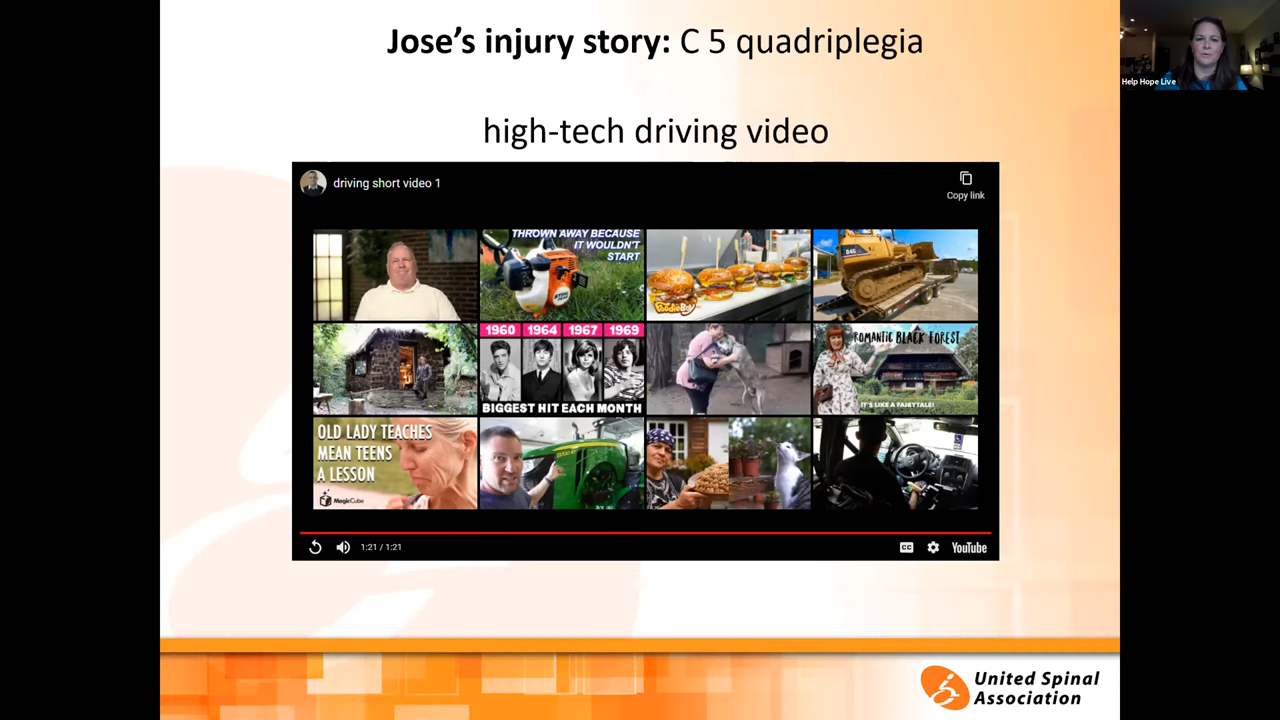 Jose's injury story: C 5 quadriplegia
high-tech driving video
Help Hope Live
driving short video 1
Copy link
THROWN AWAY BECAUSE
IT WOULDN'T
START
FoodieBoy
1960 1964 1967 1969
BIGGEST HIT EACH MONTH
ROMANTIC BLACK FOREST
IT'S LIKE A FAIRYTALE!
OLD LADY TEACHES
MEAN TEENS
A LESSON
MagicCube
1:21 / 1:21
CC
YouTube
United Spinal
Association